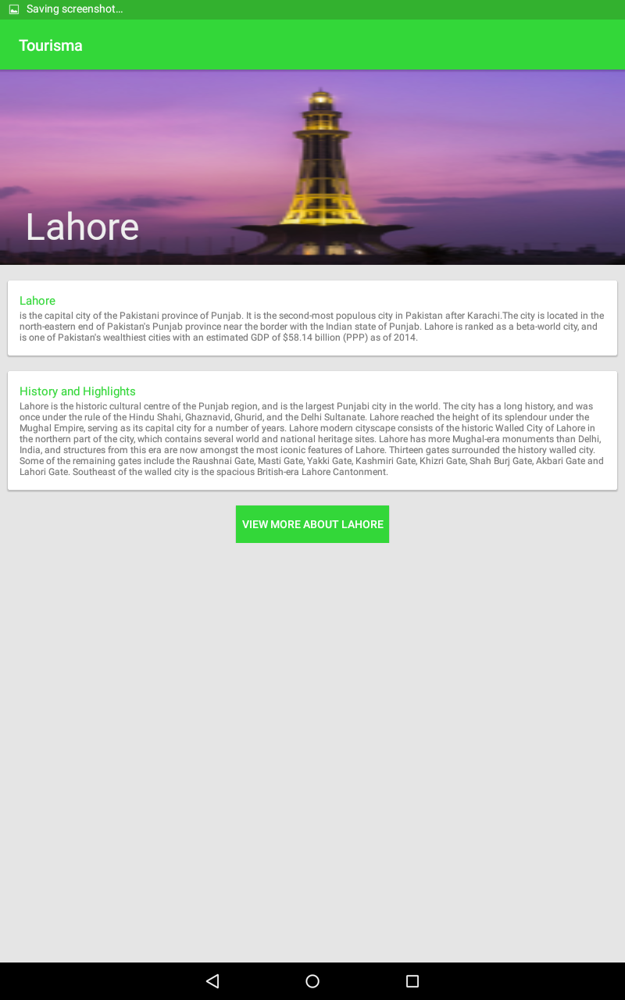 Saving screenshot...
Tourisma
Lahore
Lahore
is the capital city of the Pakistani province of Punjab. It is the second-most populous city in Pakistan after Karachi.The city is located in the
north-eastern end of Pakistan's Punjab province near the border with the Indian state of Punjab. Lahore is ranked as a beta-world city, and
is one of Pakistan's wealthiest cities with an estimated GDP of $58.14 billion (PPP) as of 2014.
History and Highlights
Lahore is the historic cultural centre of the Punjab region, and is the largest Punjabi city in the world. The city has a long history, and was
once under the rule of the Hindu Shahi, Ghaznavid, Ghurid, and the Delhi Sultanate. Lahore reached the height of its splendour under the
Mughal Empire, serving as its capital city for a number of years. Lahore modern cityscape consists of the historic Walled City of Lahore in
the northern part of the city, which contains several world and national heritage sites. Lahore has more Mughal-era monuments than Delhi,
India, and structures from this era are now amongst the most iconic features of Lahore. Thirteen gates surrounded the history walled city.
Some of the remaining gates include the Raushnai Gate, Masti Gate, Yakki Gate, Kashmiri Gate, Khizri Gate, Shah Burj Gate, Akbari Gate and
Lahori Gate. Southeast of the walled city is the spacious British-era Lahore Cantonment.
VIEW MORE ABOUT LAHORE